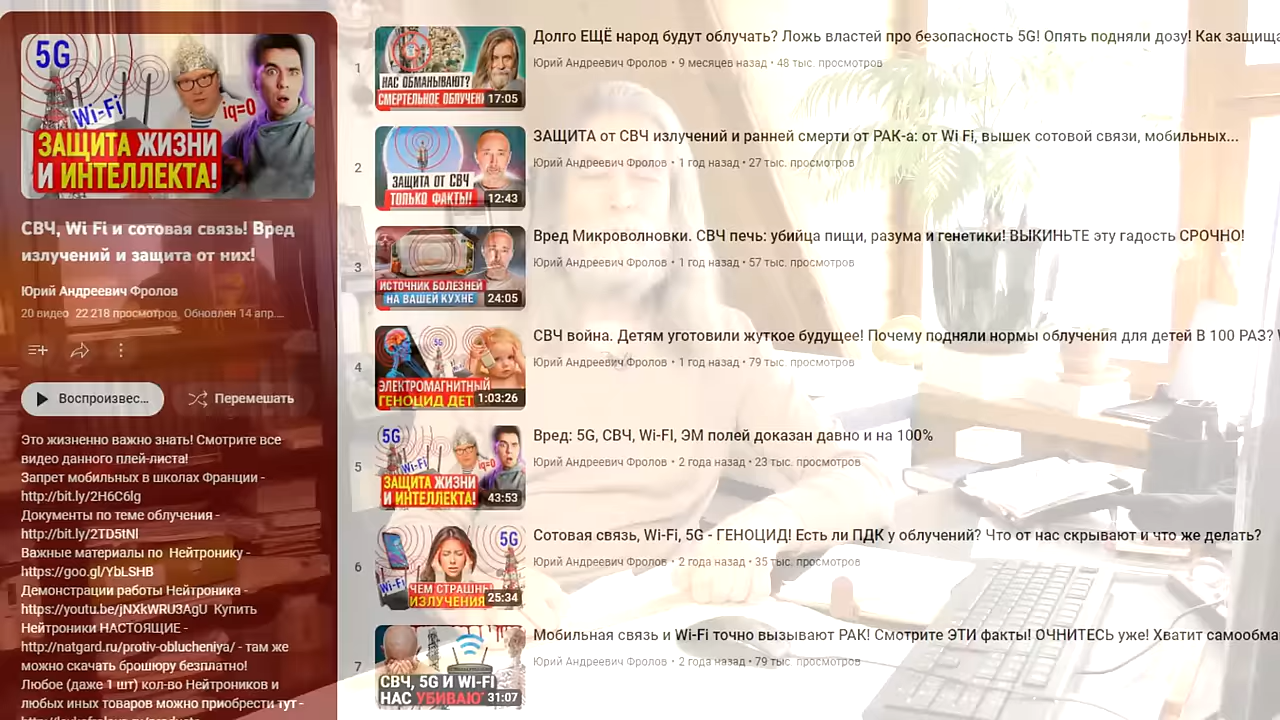 5G
Wi-Fi
iq=0
ЗАЩИТА ЖИЗНИ
И ИНТЕЛЛЕКТА!
СВЧ, Wi Fi и сотовая связь! Вред
излучений и защита от них!
Юрий Андреевич Фролов
20 видео 22 218 просмотров Обновлен 14 апр....
Воспроизвес...
Перемешать
Это жизненно важно знать! Смотрите все
видео данного плей-листа!
Запрет мобильных в школах Франции -
http://bit.ly/2H6C6lg
Документы по теме облучения -
http://bit.ly/2TD5tNl
Важные материалы по Нейтронику -
https://goo.gl/YbLSHB
Демонстрации работы Нейтроника -
https://youtu.be/jNXkWRU3AgU Купить
Нейтроники НАСТОЯЩИЕ -
http://natgard.ru/protiv-oblucheniya/ - там же
можно скачать брошюру безплатно!
Любое (даже 1 шт) кол-во Нейтроников и
любых иных товаров можно приобрести тут -
1
НАС ОБМАНЫВАЮТ?
СМЕРТЕЛЬНОЕ ОБЛУЧЕНИ
17:05
Долго ЕЩЁ народ будут облучать? Ложь властей про безопасность 5G! Опять подняли дозу! Как защища
Юрий Андреевич Фролов • 9 месяцев назад • 48 тыс. просмотров
2
ЗАЩИТА ОТ СВЧ
ТОЛЬКО ФАКТЫ!
12:43
ЗАЩИТА от СВЧ излучений и ранней смерти от РАК-а: от Wi Fi, вышек сотовой связи, мобильных...
Юрий Андреевич Фролов • 1 год назад • 27 тыс. просмотров
3
ИСТОЧНИК БОЛЕЗНЕЙ
НА ВАШЕЙ КУХНЕ
24:05
Вред Микроволновки. СВЧ печь: убийца пищи, разума и генетики! ВЫКИНЬТЕ эту гадость СРОЧНО!
Юрий Андреевич Фролов • 1 год назад • 57 тыс. просмотров
4
5G
ЭЛЕКТРОМАГНИТНЫЙ
ГЕНОЦИД ДЕТ
1:03:26
СВЧ война. Детям уготовили жуткое будущее! Почему подняли нормы облучения для детей В 100 РАЗ?
Юрий Андреевич Фролов • 1 год назад • 79 тыс. просмотров
5
5G
Wi-Fi
iq=0
ЗАЩИТА ЖИЗНИ
И ИНТЕЛЛЕКТА!
43:53
Вред: 5G, СВЧ, Wi-FI, ЭМ полей доказан давно и на 100%
Юрий Андреевич Фролов • 2 года назад • 23 тыс. просмотров
6
5G
Wi-Fi
ЧЕМ СТРАШН
ИЗЛУЧЕНИЯ
25:34
Сотовая связь, Wi-Fi, 5G - ГЕНОЦИД! Есть ли ПДК у облучений? Что от нас скрывают и что же делать?
Юрий Андреевич Фролов • 2 года назад • 35 тыс. просмотров
7
СВЧ, 5G И WI-FI
НАС УБИВАЮ
31:07
Мобильная связь и Wi-Fi точно вызывают РАК! Смотрите ЭТИ факты! ОЧНИТЕСЬ уже! Хватит самообма
Юрий Андреевич Фролов • 2 года назад • 79 тыс. просмотров